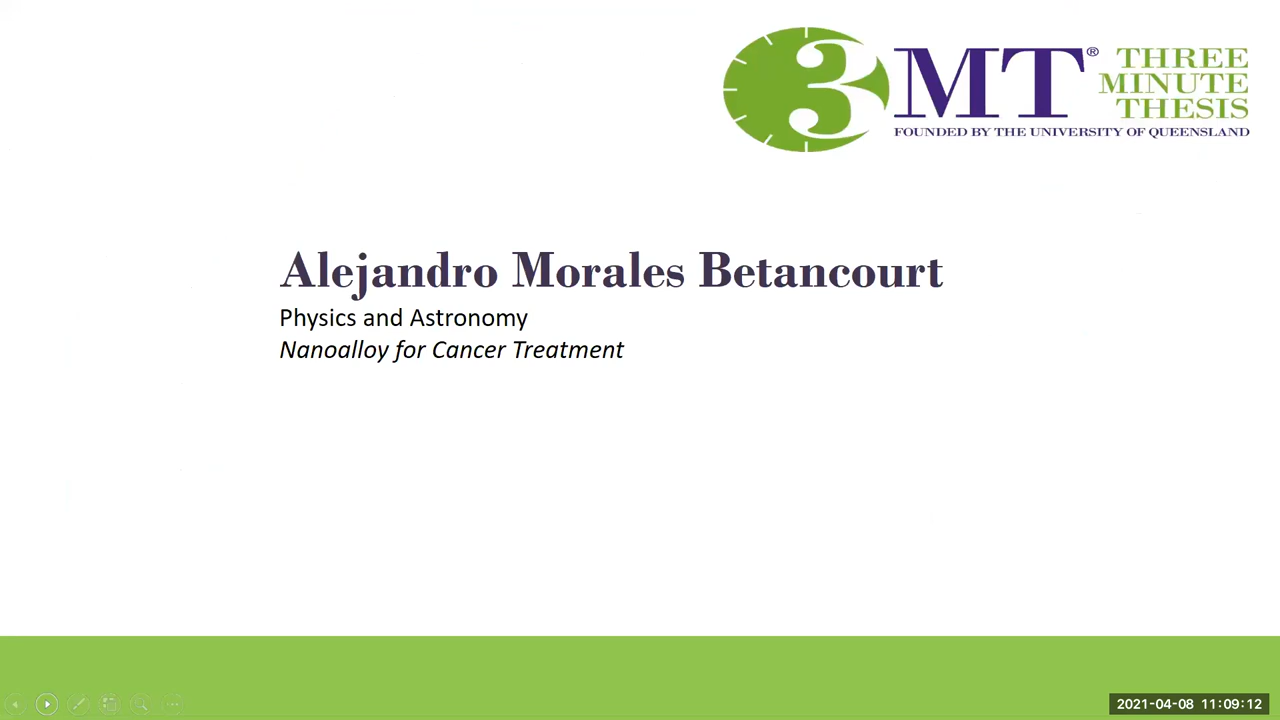 3MT® THREE
MINUTE
THESIS
FOUNDED BY THE UNIVERSITY OF QUEENSLAND
Alejandro Morales Betancourt
Physics and Astronomy
Nanoalloy for Cancer Treatment
2021-04-08 11:09:12